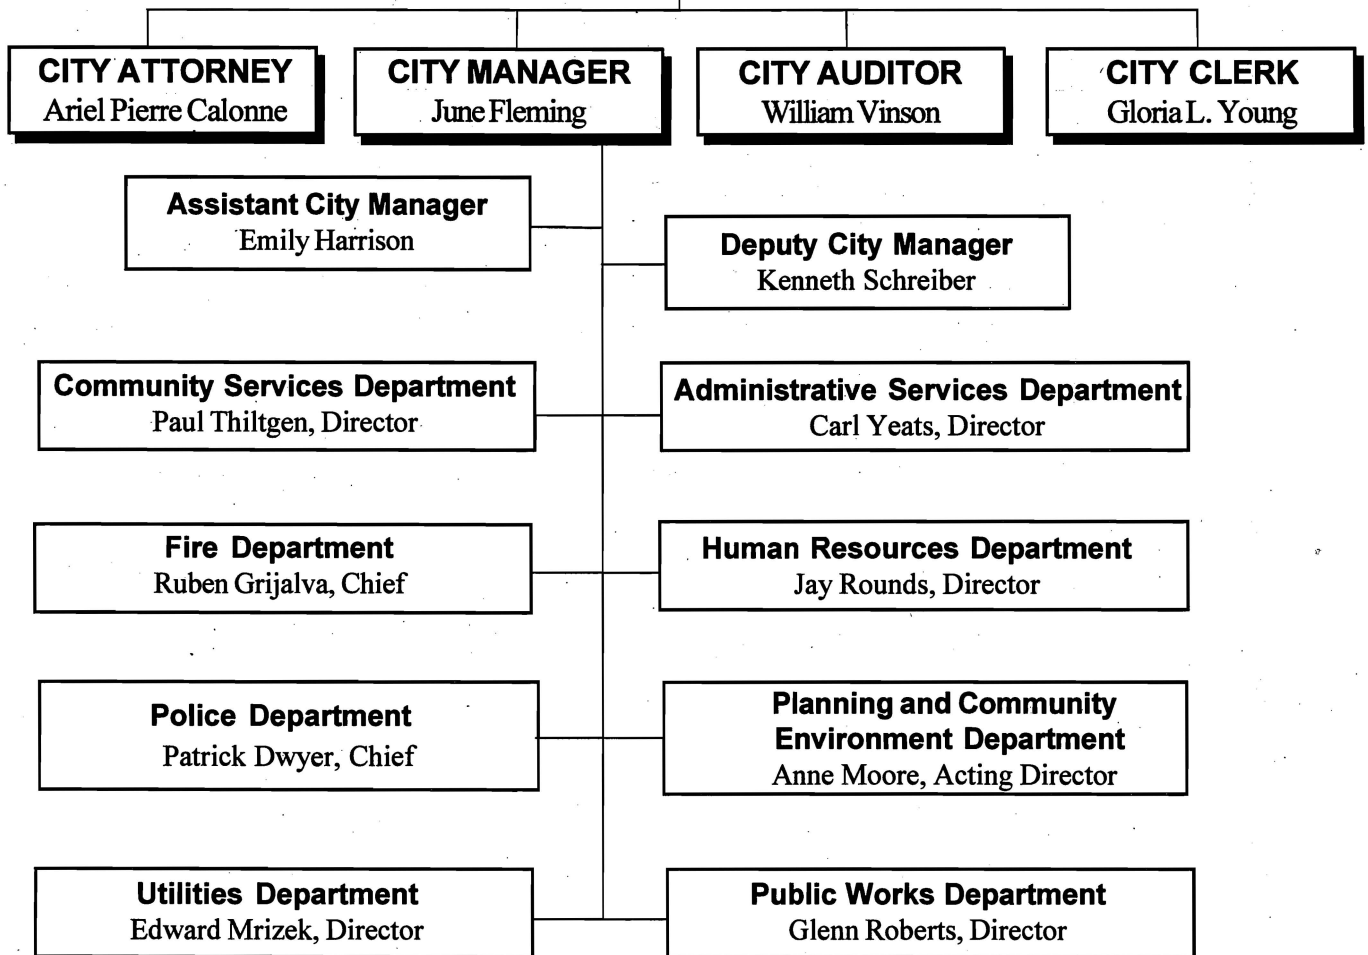 CITY ATTORNEY
Ariel Pierre Calonne
CITY MANAGER
June Fleming
CITY AUDITOR
William Vinson
CITY CLERK
Gloria L. Young
Assistant City Manager
Emily Harrison
Deputy City Manager
Kenneth Schreiber
Community Services Department
Paul Thiltgen, Director
Administrative Services Department
Carl Yeats, Director
Fire Department
Ruben Grijalva, Chief
Human Resources Department
Jay Rounds, Director
Police Department
Patrick Dwyer, Chief
Planning and Community
Environment Department
Anne Moore, Acting Director
Utilities Department
Edward Mrizek, Director
Public Works Department
Glenn Roberts, Director